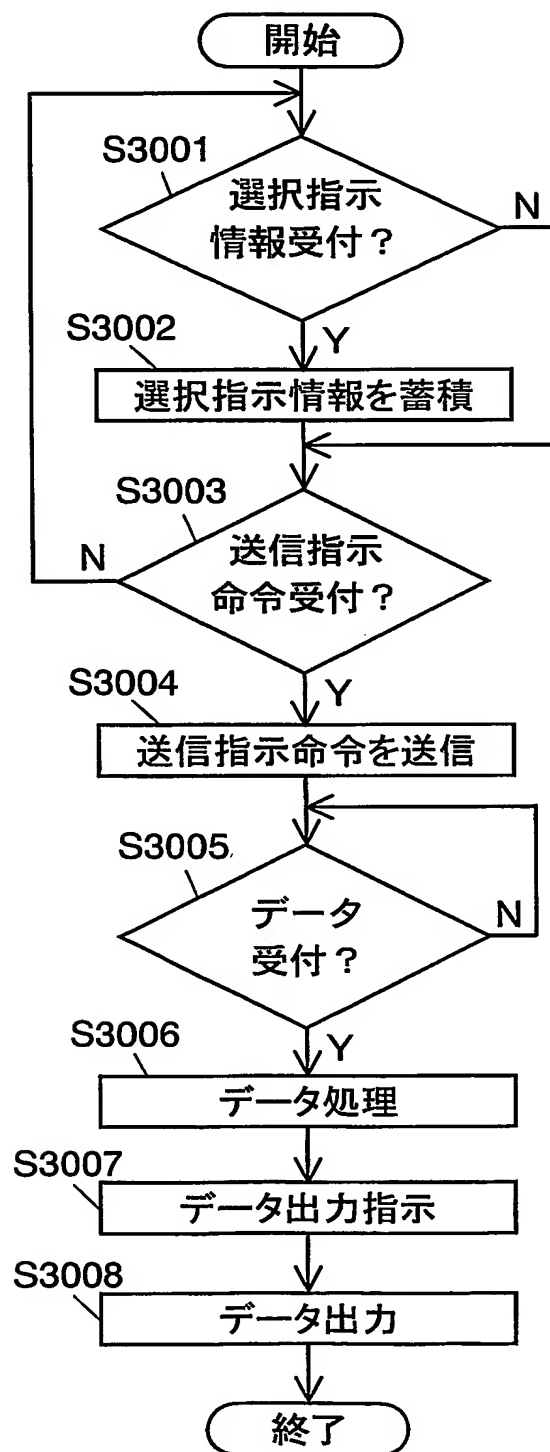 開始
S3001
選択指示
情報受付?
N
Y
S3002
選択指示情報を蓄積
S3003
送信指示
命令受付?
N
Y
S3004
送信指示命令を送信
S3005
データ
受付?
N
Y
S3006
データ処理
S3007
データ出力指示
S3008
データ出力
終了